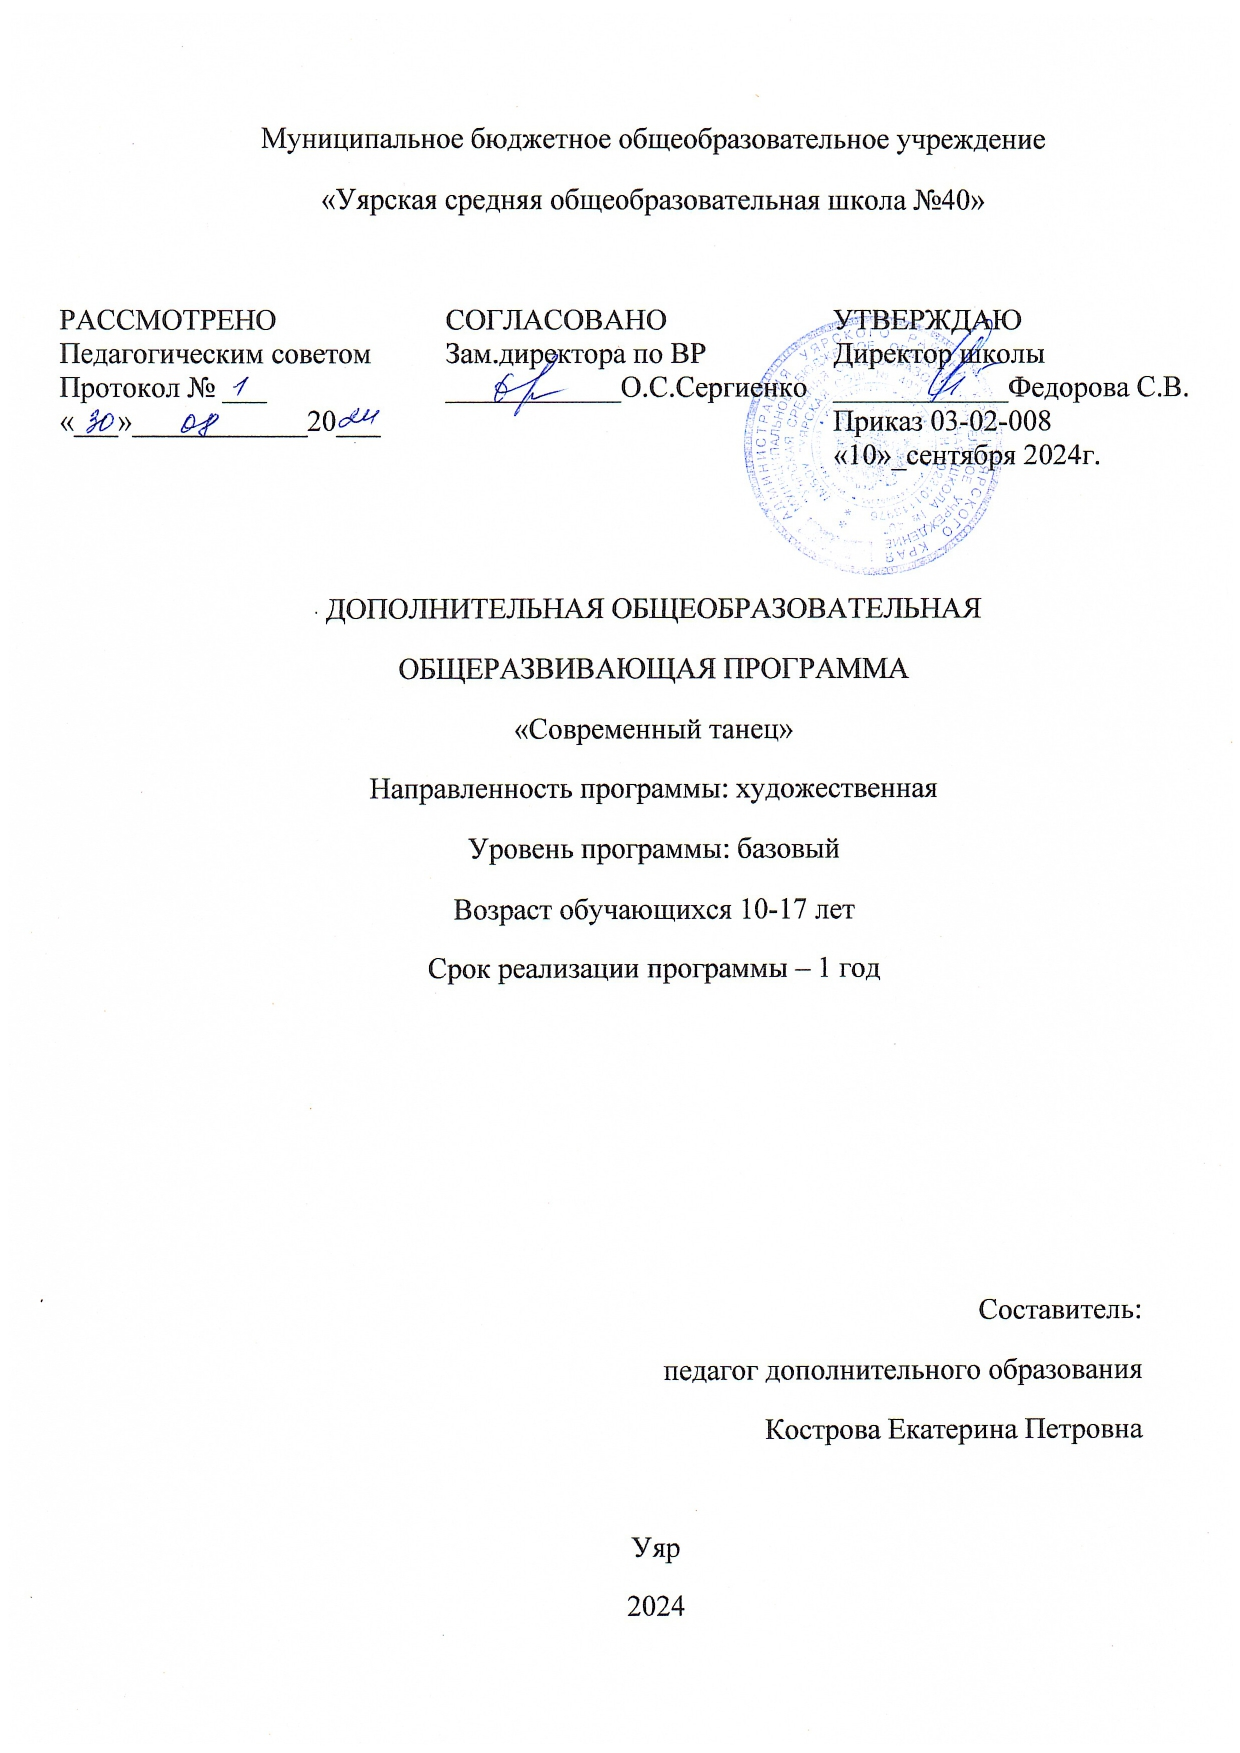 Муниципальное бюджетное общеобразовательное учреждение
«Уярская средняя общеобразовательная школа №40»
РАССМОТРЕНО
Педагогическим советом
Протокол № 1
«30» 08 2024
СОГЛАСОВАНО
Зам.директора по ВР
____________О.С.Сергиенко
УТВЕРЖДАЮ
Директор школы
____________Федорова С.В.
Приказ 03-02-008
«10»_сентября 2024г.
ДОПОЛНИТЕЛЬНАЯ ОБЩЕОБРАЗОВАТЕЛЬНАЯ
ОБЩЕРАЗВИВАЮЩАЯ ПРОГРАММА
«Современный танец»
Направленность программы: художественная
Уровень программы: базовый
Возраст обучающихся 10-17 лет
Срок реализации программы – 1 год
Составитель:
педагог дополнительного образования
Кострова Екатерина Петровна
Уяр
2024